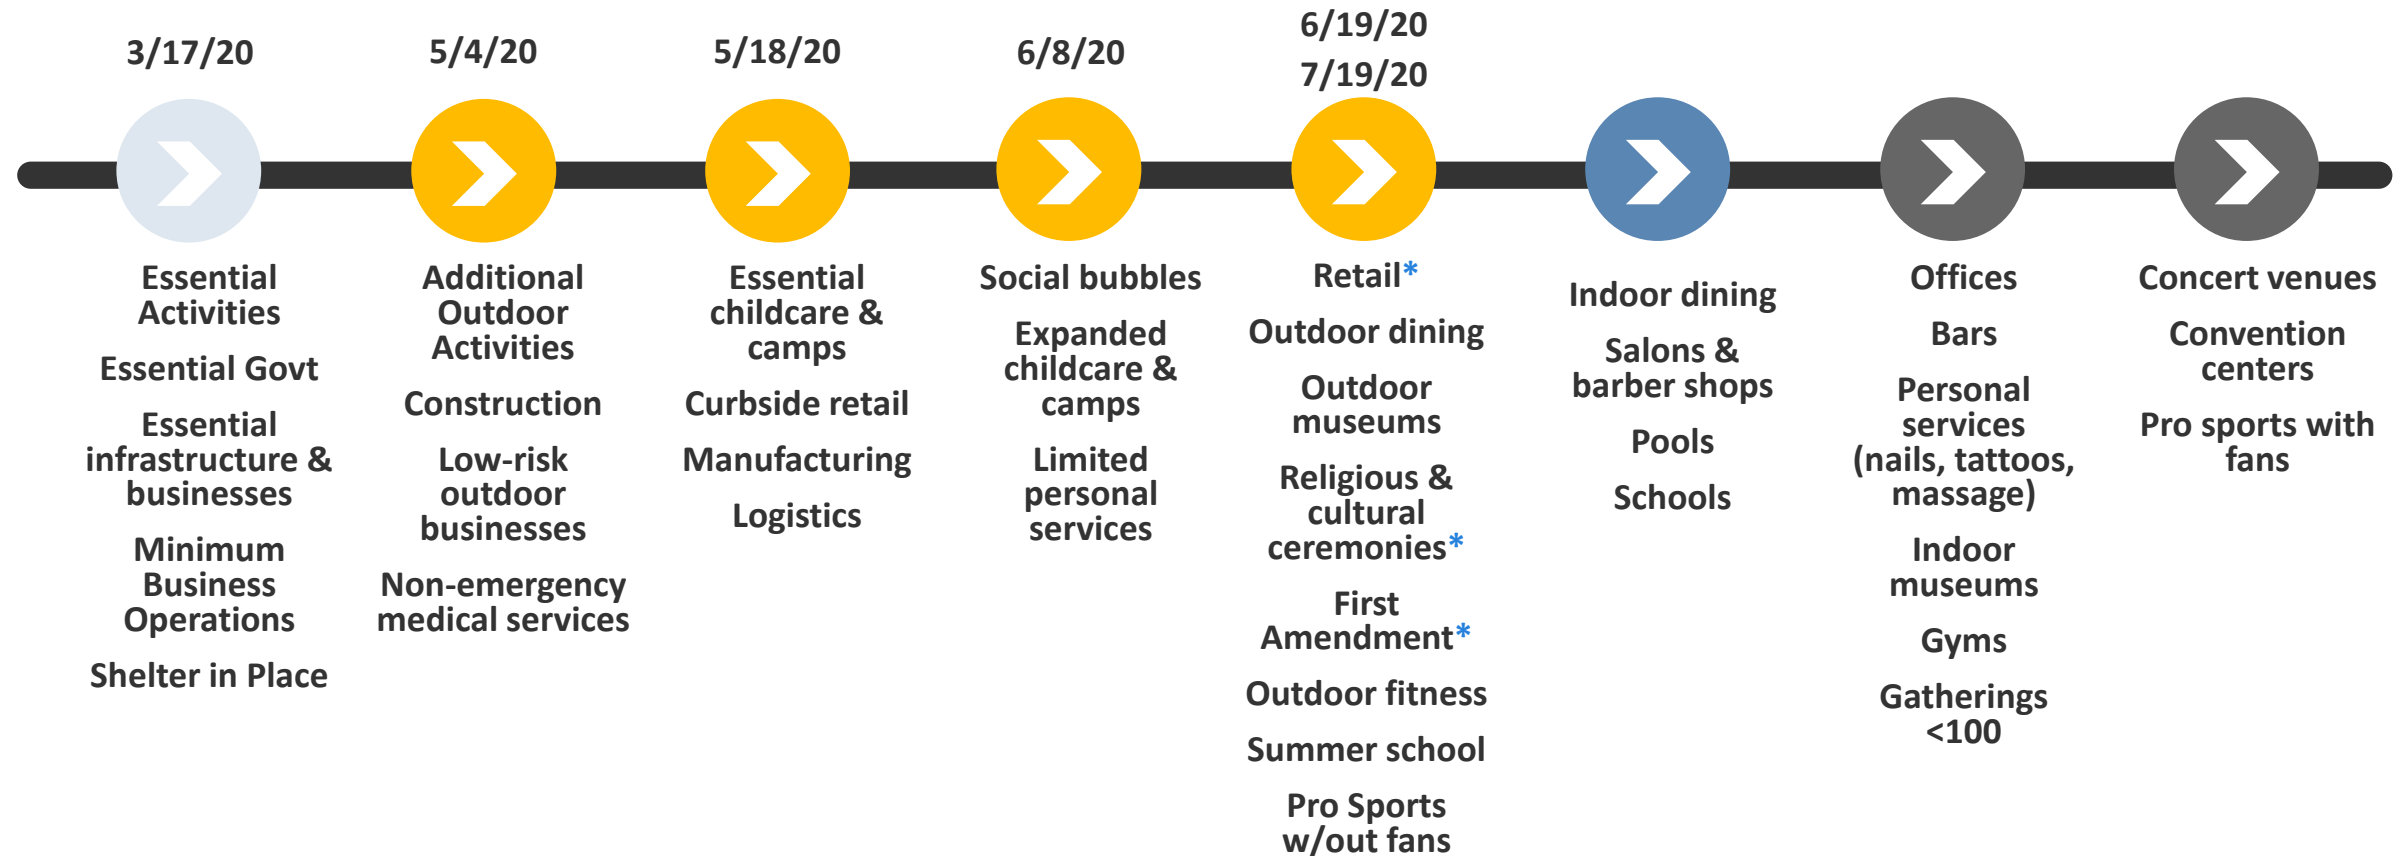 3/17/20
Essential
Activities
Essential Govt
Essential
infrastructure &
businesses
Minimum
Business
Operations
Shelter in Place
5/4/20
Additional
Outdoor
Activities
Construction
Low-risk
outdoor
businesses
Non-emergency
medical services
5/18/20
Essential
childcare &
camps
Curbside retail
Manufacturing
Logistics
6/8/20
Social bubbles
Expanded
childcare &
camps
Limited
personal
services
6/19/20
7/19/20
Retail*
Outdoor dining
Outdoor
museums
Religious &
cultural
ceremonies*
First
Amendment*
Outdoor fitness
Summer school
Pro Sports
w/out fans
Indoor dining
Salons &
barber shops
Pools
Schools
Offices
Bars
Personal
services
(nails, tattoos,
massage)
Indoor
museums
Gyms
Gatherings
<100
Concert venues
Convention
centers
Pro sports with
fans